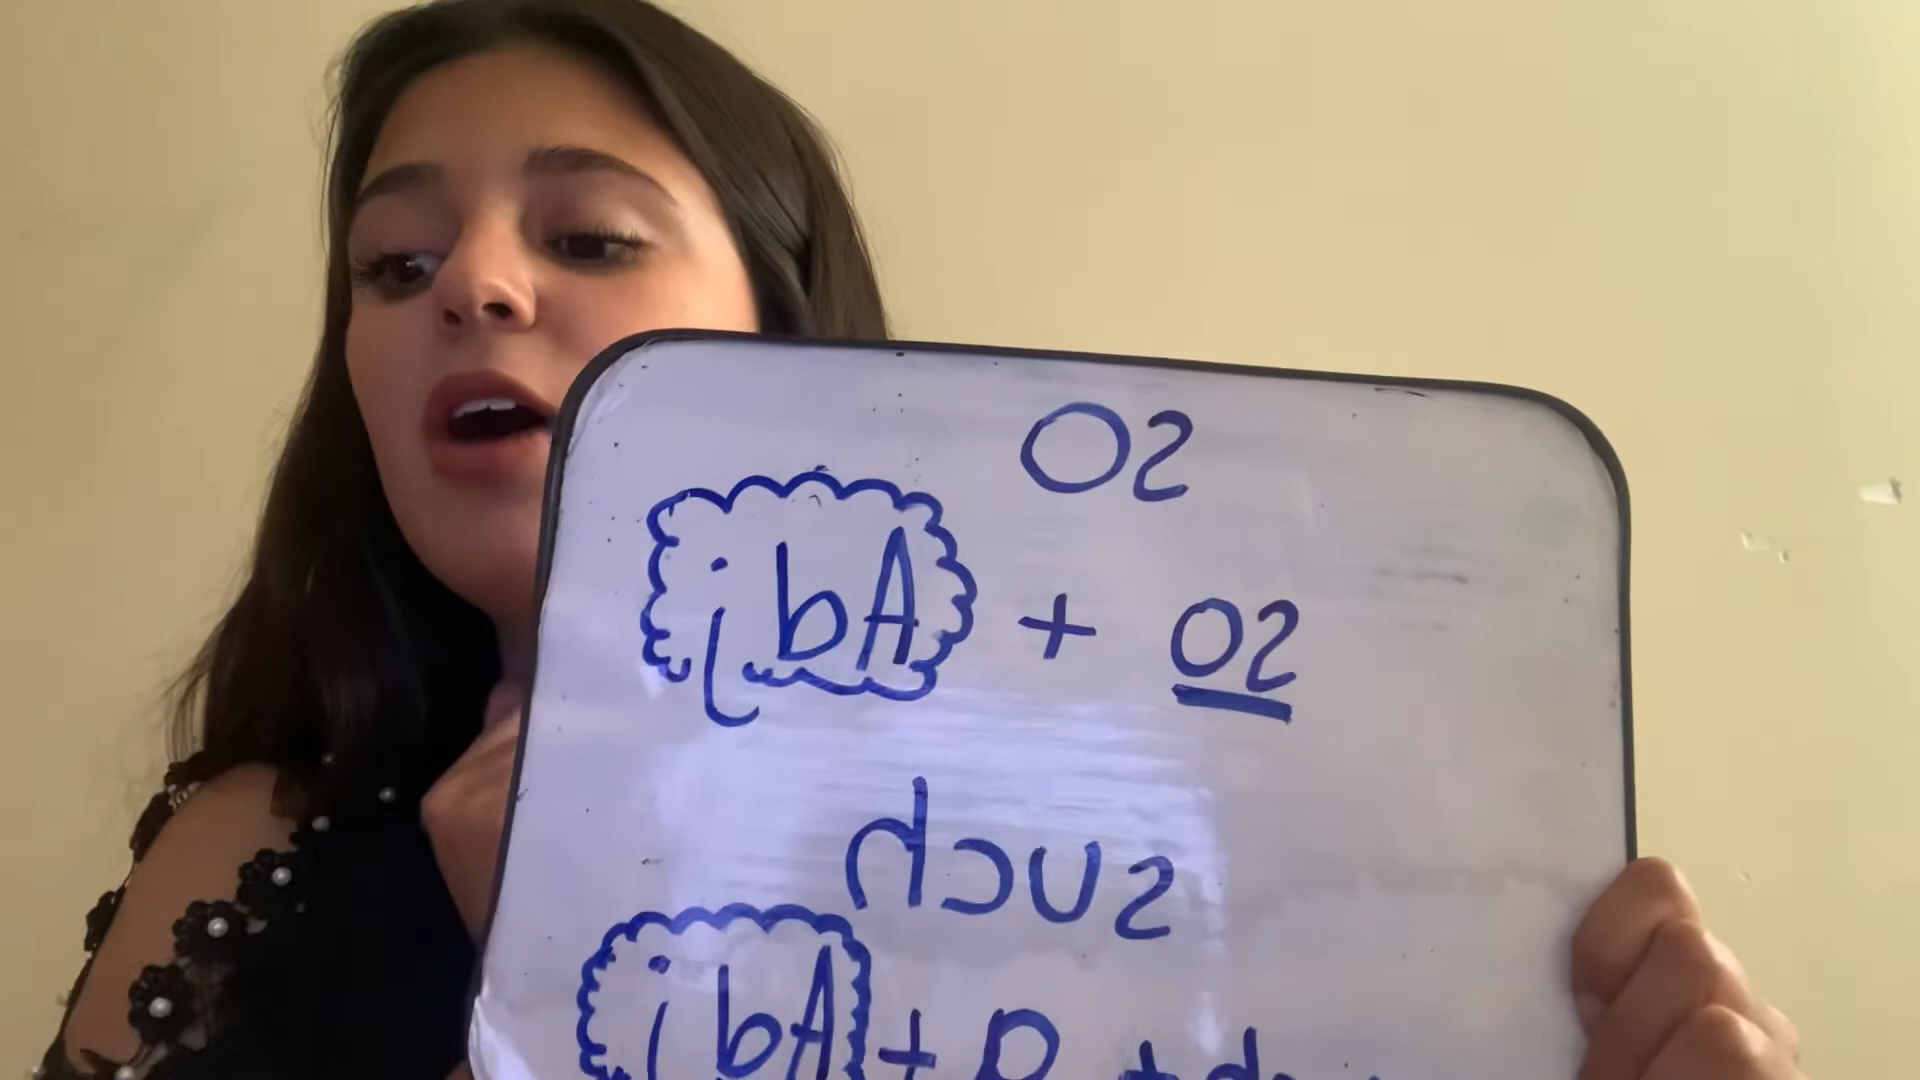 so
so + Adj
such
+ a + Adj